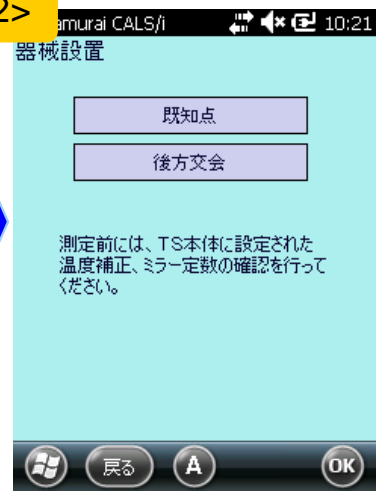 2>
amurai CALS/i 10:21
器械設置
既知点
後方交会
測定前には、TS本体に設定された
温度補正、ミラー定数の確認を行って
ください。
戻る A OK